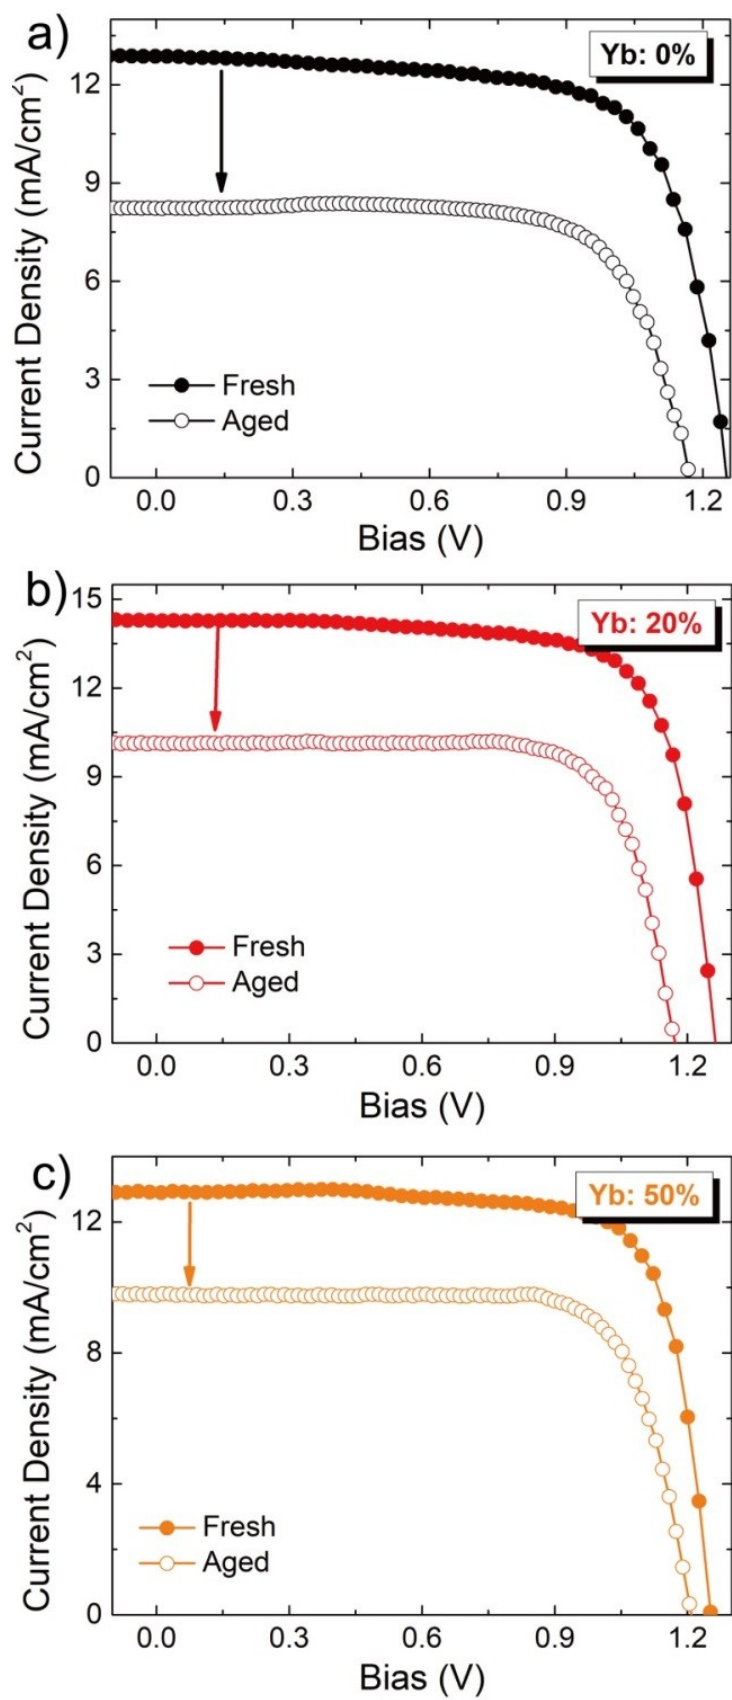 a)
Yb: 0%
Current Density (mA/cm²)
12
9
6
3
0
Fresh
Aged
0.0 0.3 0.6 0.9 1.2
Bias (V)
b)
Yb: 20%
Current Density (mA/cm²)
15
12
9
6
3
0
Fresh
Aged
0.0 0.3 0.6 0.9 1.2
Bias (V)
c)
Yb: 50%
Current Density (mA/cm²)
12
8
4
0
Fresh
Aged
0.0 0.3 0.6 0.9 1.2
Bias (V)